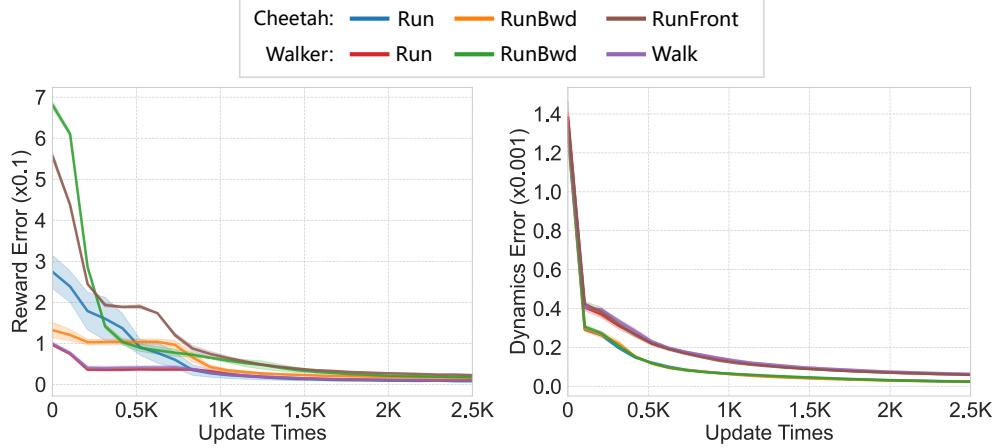 Cheetah: Run RunBwd RunFront
Walker: Run RunBwd Walk
7
6
5
4
3
2
1
0
Reward Error (x0.1)
0 0.5K 1K 1.5K 2K 2.5K
Update Times
1.4
1.2
1.0
0.8
0.6
0.4
0.2
0.0
Dynamics Error (x0.001)
0 0.5K 1K 1.5K 2K 2.5K
Update Times